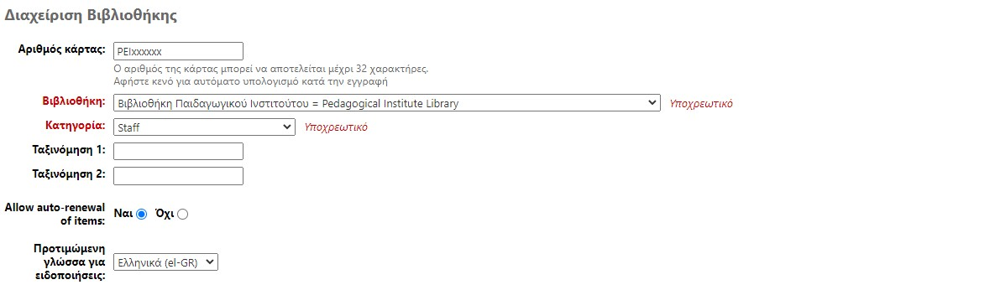 Διαχείριση Βιβλιοθήκης
Αριθμός κάρτας: PEIxxxxxx
Ο αριθμός της κάρτας μπορεί να αποτελείται μέχρι 32 χαρακτήρες.
Αφήστε κενό για αυτόματο υπολογισμό κατά την εγγραφή
Βιβλιοθήκη: Βιβλιοθήκη Παιδαγωγικού Ινστιτούτου = Pedagogical Institute Library Υποχρεωτικό
Κατηγορία: Staff Υποχρεωτικό
Ταξινόμηση 1:
Ταξινόμηση 2:
Allow auto-renewal
of items: Ναι Όχι
Προτιμώμενη
γλώσσα για
ειδοποιήσεις: Ελληνικά (el-GR)